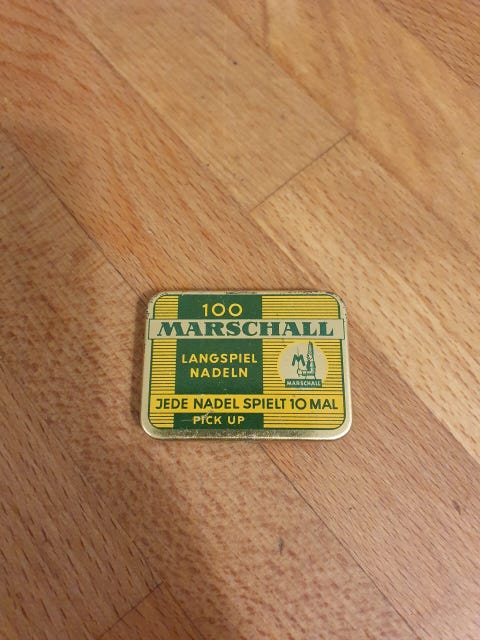 100
MARSCHALL
LANGSPIEL
NADELN
M
MARSCHALL
JEDE NADEL SPIELT 10 MAL
PICK UP